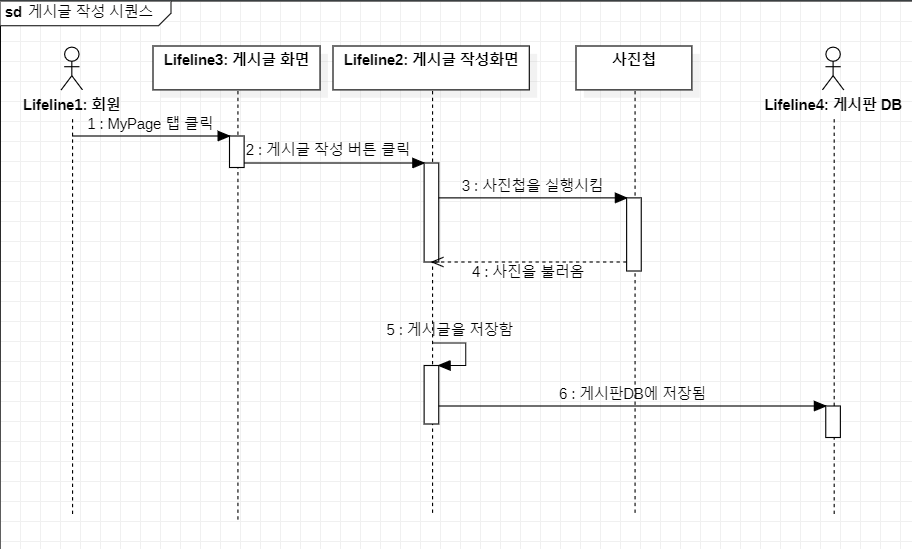 sd 게시글 작성 시퀀스
Lifeline1: 회원
Lifeline3: 게시글 화면
Lifeline2: 게시글 작성화면
사진첩
Lifeline4: 게시판 DB
1 : MyPage 탭 클릭
2 : 게시글 작성 버튼 클릭
3 : 사진첩을 실행시킴
4 : 사진을 불러옴
5 : 게시글을 저장함
6 : 게시판DB에 저장됨